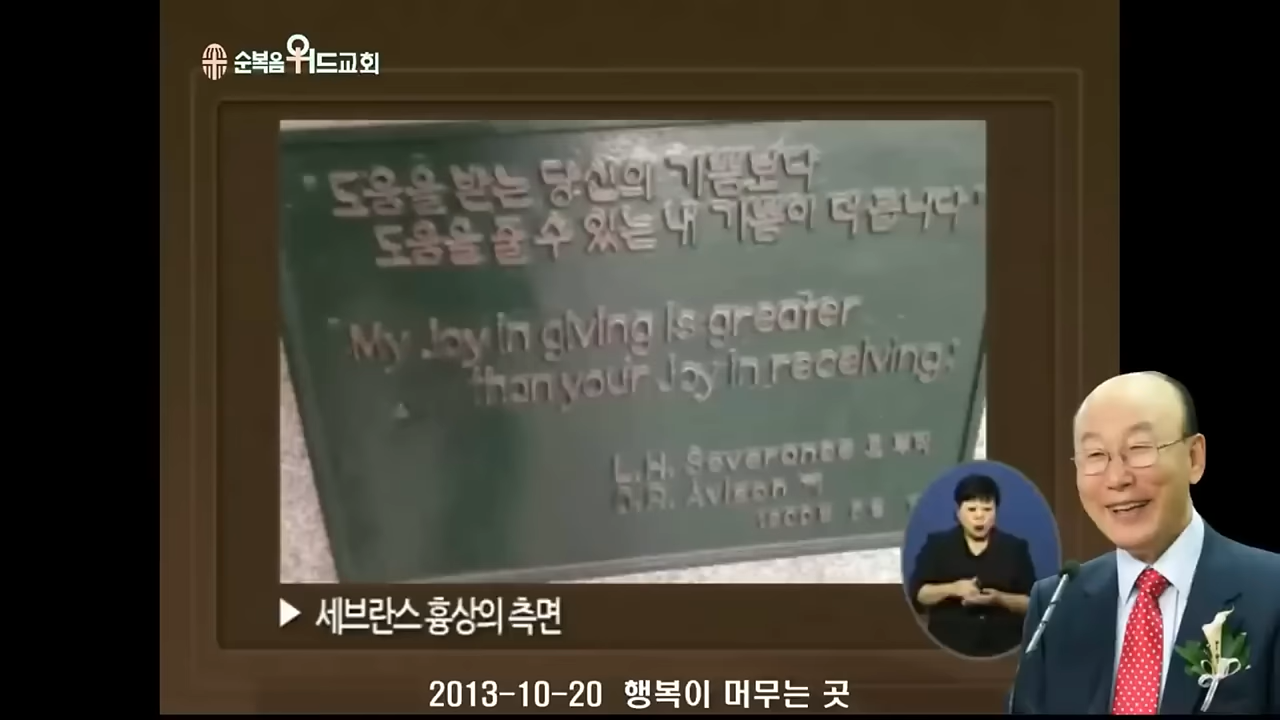 순복음위드교회
"도움을 받는 당신의 기쁨보다
도움을 줄 수 있는 내 기쁨이 더 큽니다"
"My Joy in giving is greater
than your Joy in receiving."
L.H. Severance
O.R. Avison
▶ 세브란스 흉상의 측면
2013-10-20 행복이 머무는 곳